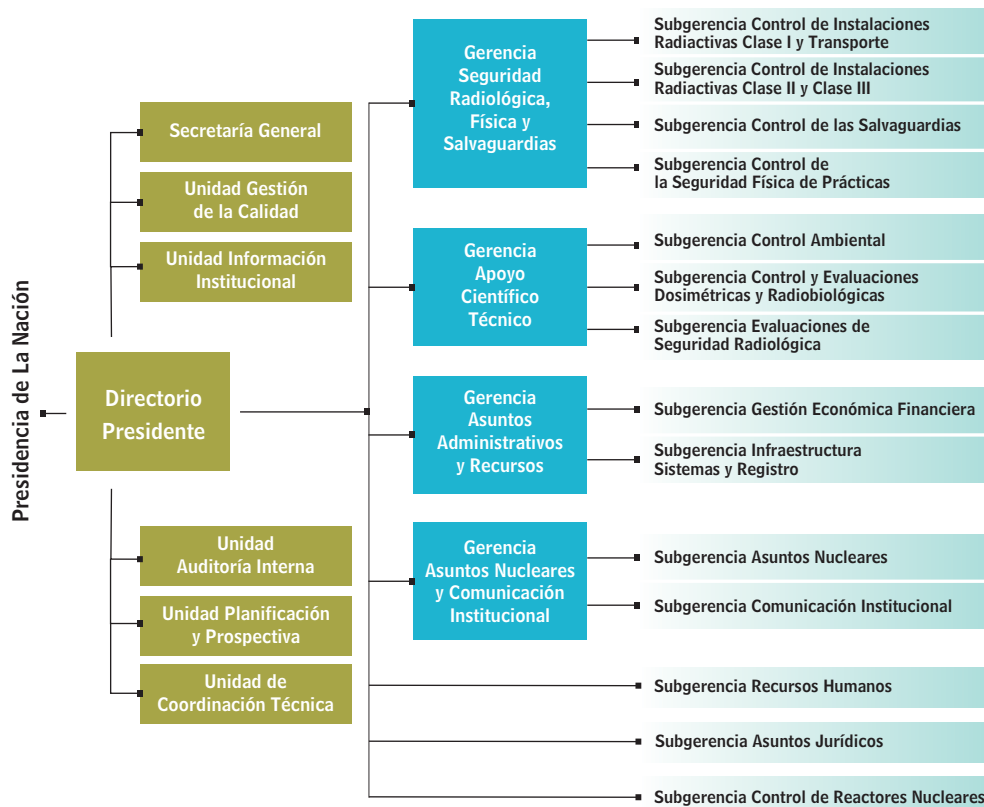 Presidencia de La Nación
Secretaría General
Unidad Gestión
de la Calidad
Unidad Información
Institucional
Directorio
Presidente
Unidad
Auditoría Interna
Unidad Planificación
y Prospectiva
Unidad de
Coordinación Técnica
Gerencia
Seguridad
Radiológica,
Física y
Salvaguardias
Subgerencia Control de Instalaciones
Radiactivas Clase I y Transporte
Subgerencia Control de Instalaciones
Radiactivas Clase II y Clase III
Subgerencia Control de las Salvaguardias
Subgerencia Control de
la Seguridad Física de Prácticas
Gerencia
Apoyo
Científico
Técnico
Subgerencia Control Ambiental
Subgerencia Control y Evaluaciones
Dosimétricas y Radiobiológicas
Subgerencia Evaluaciones de
Seguridad Radiológica
Gerencia
Asuntos
Administrativos
y Recursos
Subgerencia Gestión Económica Financiera
Subgerencia Infraestructura
Sistemas y Registro
Gerencia
Asuntos Nucleares
y Comunicación
Institucional
Subgerencia Asuntos Nucleares
Subgerencia Comunicación Institucional
Subgerencia Recursos Humanos
Subgerencia Asuntos Jurídicos
Subgerencia Control de Reactores Nucleares